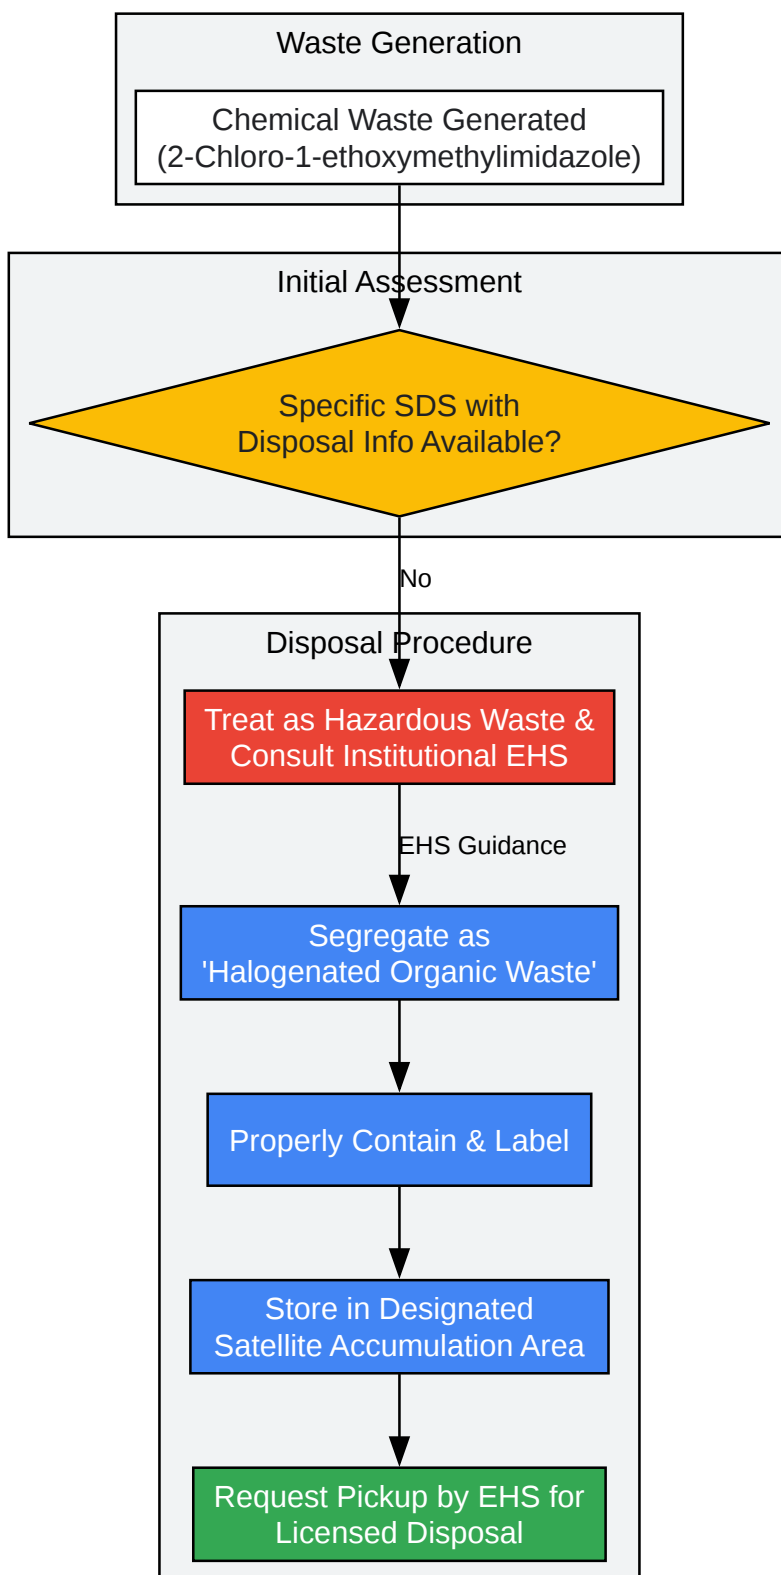 Waste Generation
Chemical Waste Generated
(2-Chloro-1-ethoxymethylimidazole)
Initial Assessment
Specific SDS with
Disposal Info Available?
No
Disposal Procedure
Treat as Hazardous Waste &
Consult Institutional EHS
EHS Guidance
Segregate as
'Halogenated Organic Waste'
Properly Contain & Label
Store in Designated
Satellite Accumulation Area
Request Pickup by EHS for
Licensed Disposal